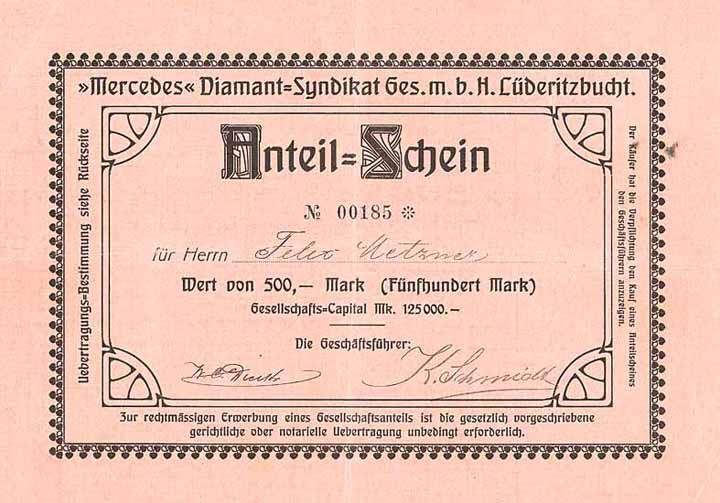 »Mercedes« Diamant=Syndikat Ges. m. b. H. Lüderitzbucht.
Uebertragungs=Bestimmung siehe Rückseite
Anteil=Schein
№ 00185 ✻
für Herrn Felix Metzner
Wert von 500,— Mark (Fünfhundert Mark)
Gesellschafts=Capital Mk. 125000.—
Die Geschäftsführer:
K. Schmidt
Der Käufer hat die Verpflichtung den Kauf eines Anteilscheines
den Geschäftsführern anzuzeigen.
Zur rechtmässigen Erwerbung eines Gesellschaftsanteils ist die gesetzlich vorgeschriebene
gerichtliche oder notarielle Uebertragung unbedingt erforderlich.